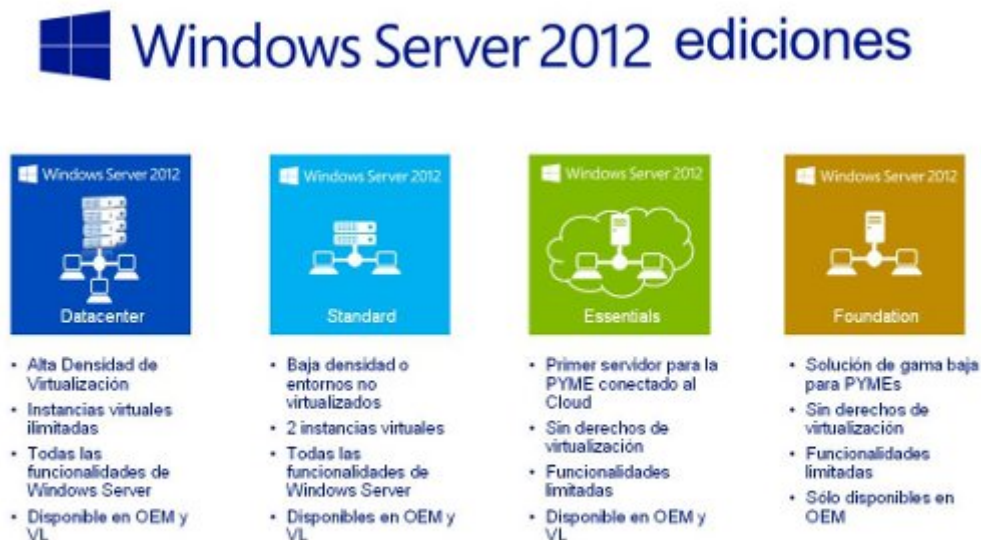 Windows Server 2012 ediciones
Windows Server 2012
Datacenter
• Alta Densidad de
Virtualización
• Instancias virtuales
ilimitadas
• Todas las
funcionalidades de
Windows Server
• Disponible en OEM y
VL
Windows Server 2012
Standard
• Baja densidad o
entornos no
virtualizados
• 2 instancias virtuales
• Todas las
funcionalidades de
Windows Server
• Disponibles en OEM y
VL
Windows Server 2012
Essentials
• Primer servidor para la
PYME conectado al
Cloud
• Sin derechos de
virtualización
• Funcionalidades
limitadas
• Disponible en OEM y
VL
Windows Server 2012
Foundation
• Solución de gama baja
para PYMEs
• Sin derechos de
virtualización
• Funcionalidades
limitadas
• Sólo disponibles en
OEM